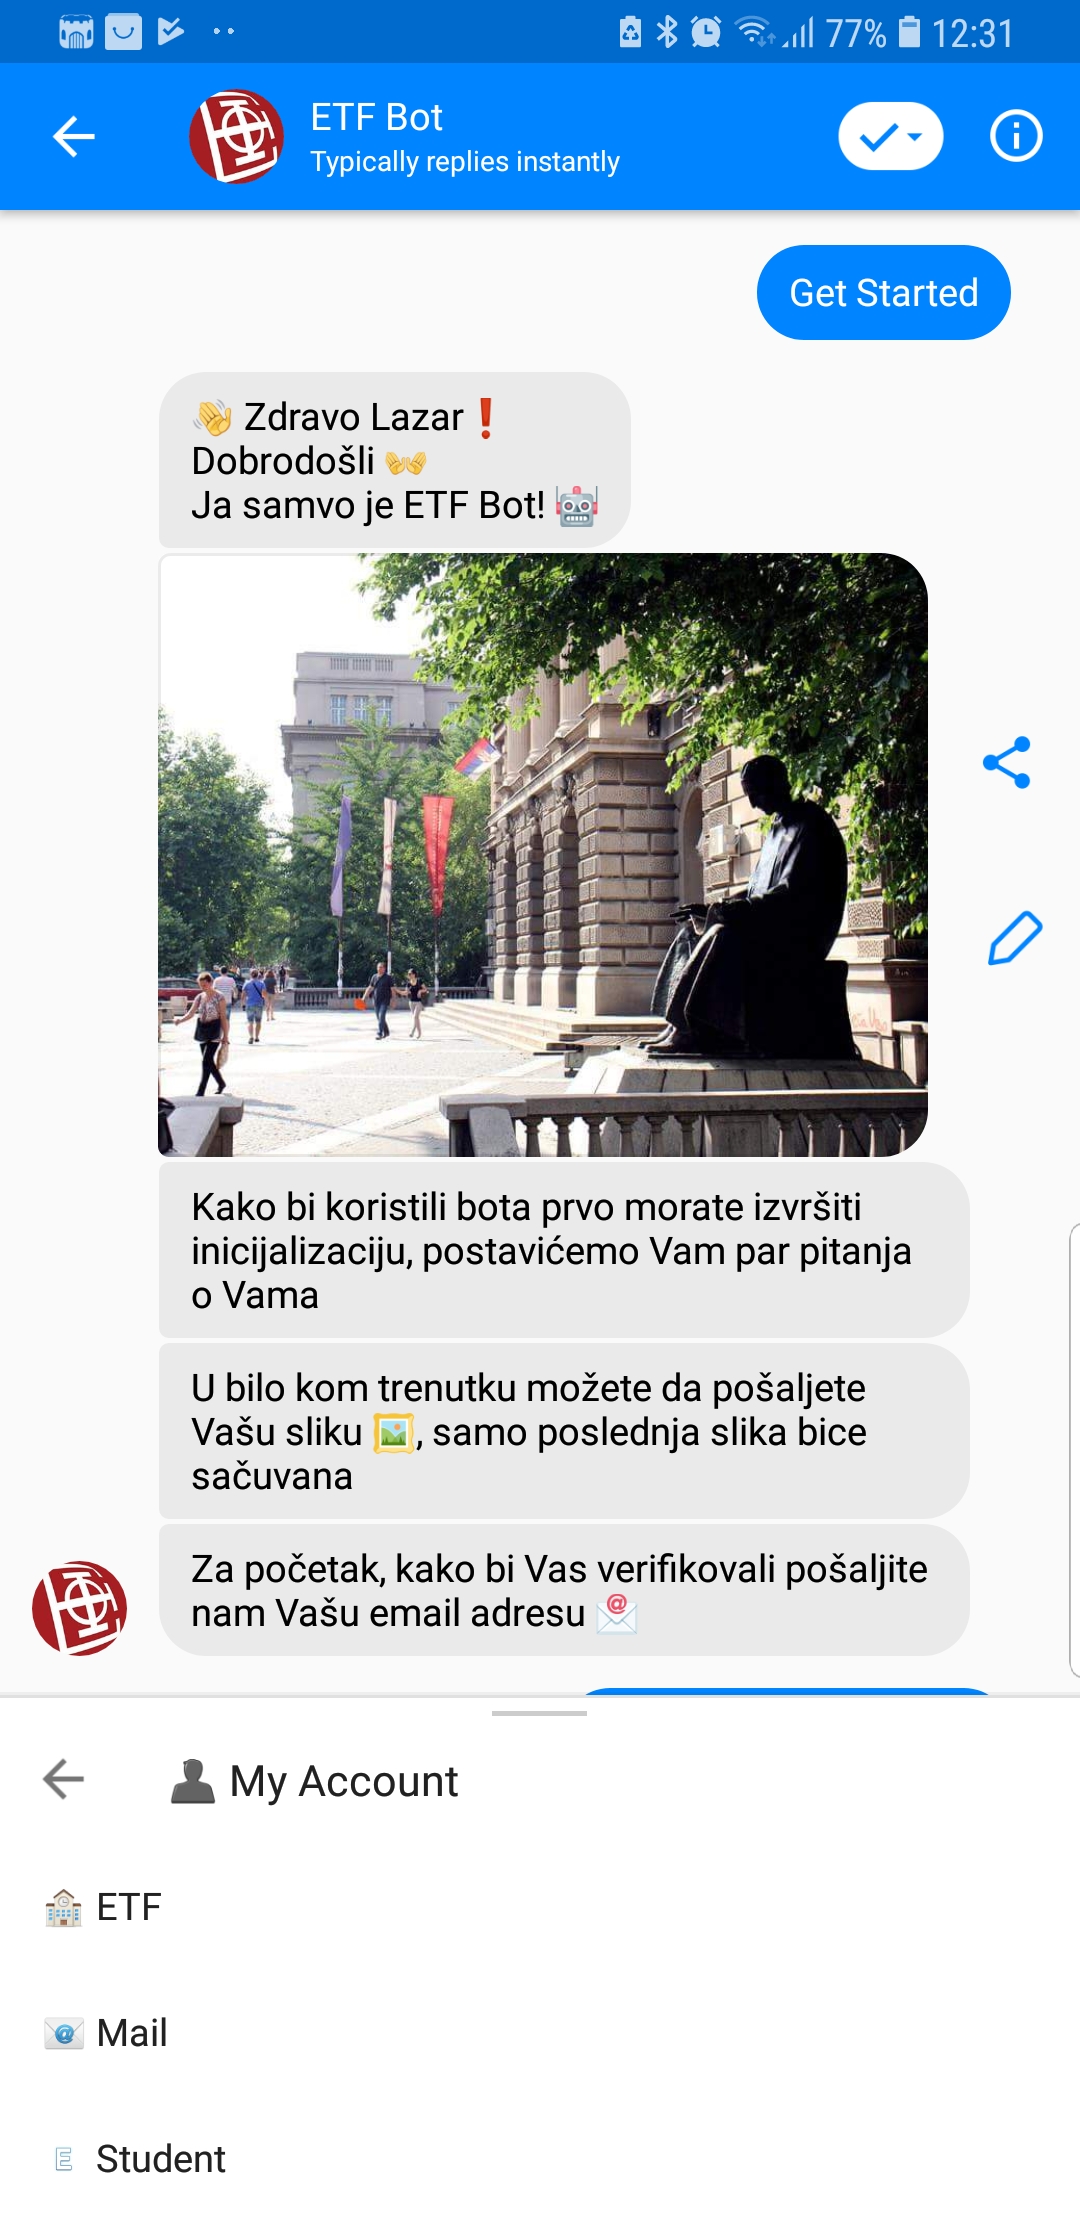 77% 12:31
ETF Bot
Typically replies instantly
Get Started
👋 Zdravo Lazar❗
Dobrodošli 👐
Ja samvo je ETF Bot! 🤖
Kako bi koristili bota prvo morate izvršiti
inicijalizaciju, postavićemo Vam par pitanja
o Vama
U bilo kom trenutku možete da pošaljete
Vašu sliku 🖼️, samo poslednja slika bice
sačuvana
Za početak, kako bi Vas verifikovali pošaljite
nam Vašu email adresu 📩
👤 My Account
🏫 ETF
📧 Mail
E Student